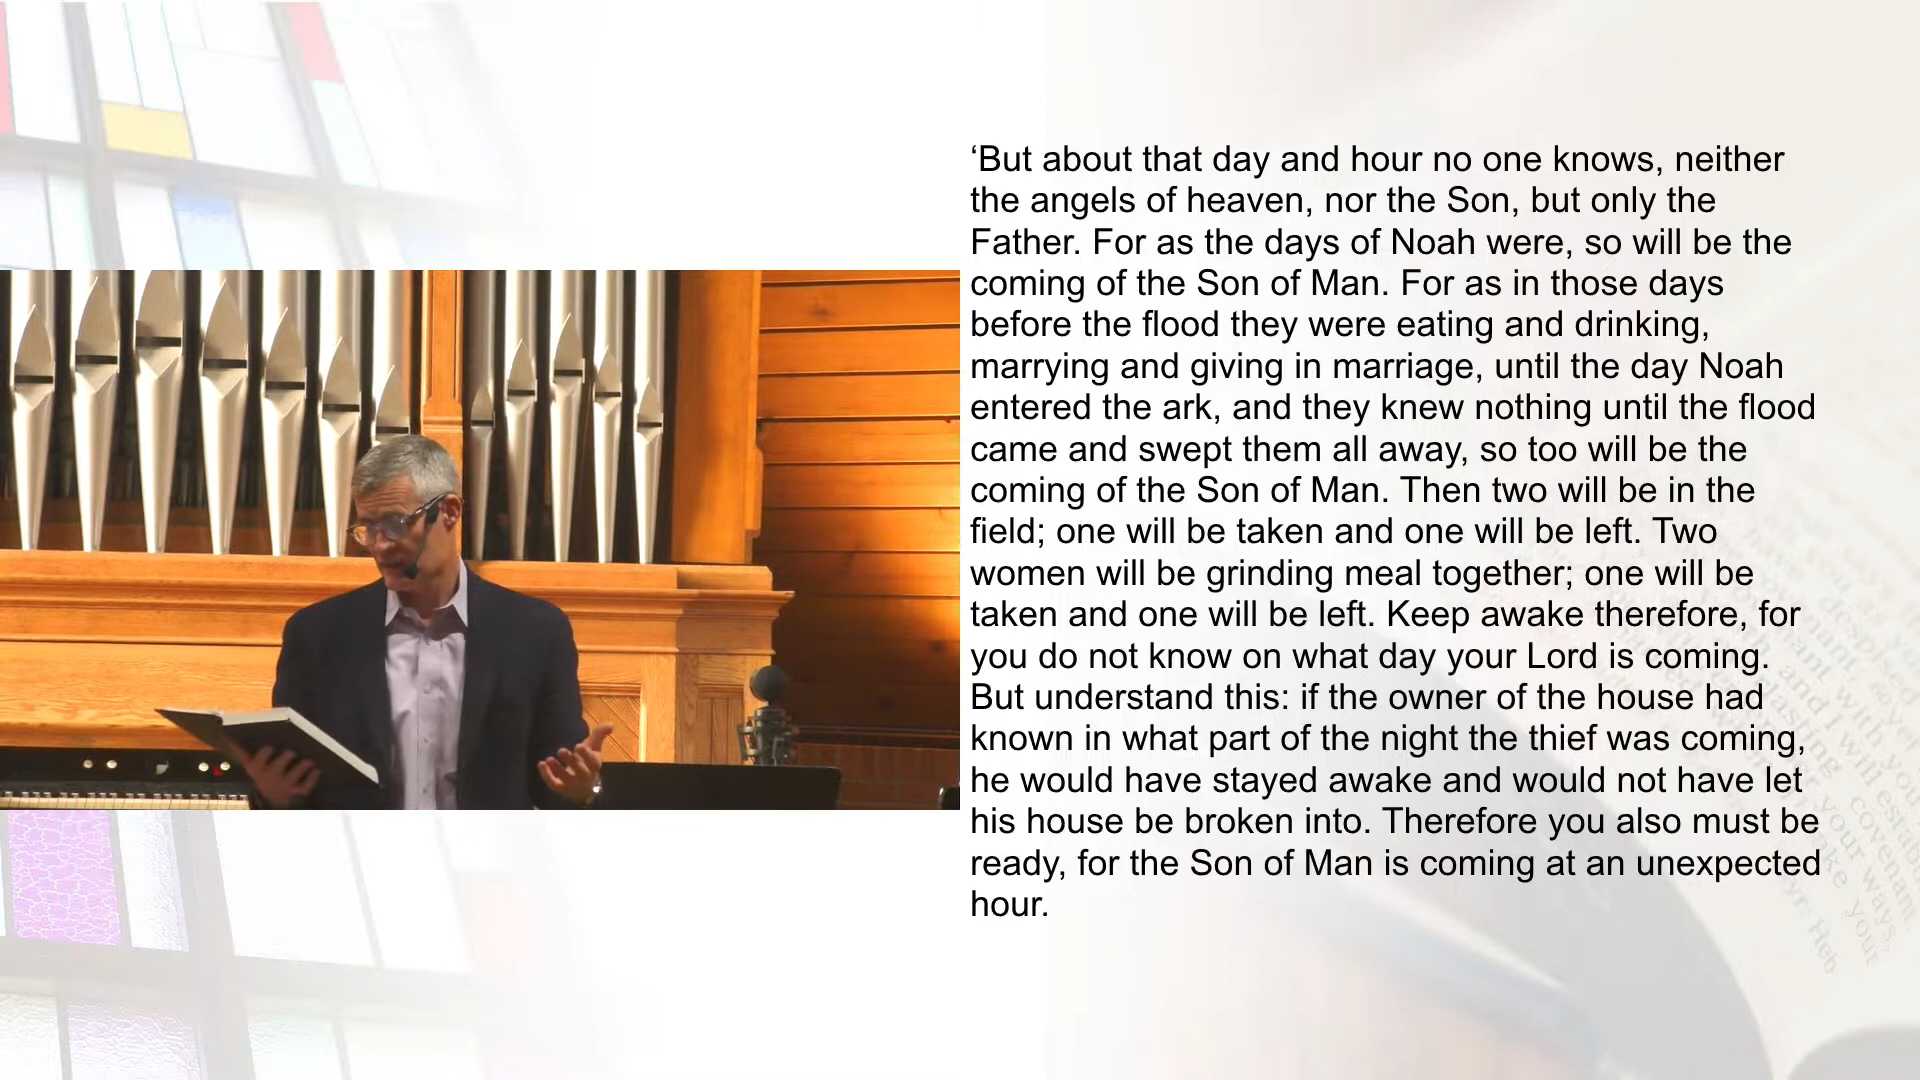 ‘But about that day and hour no one knows, neither
the angels of heaven, nor the Son, but only the
Father. For as the days of Noah were, so will be the
coming of the Son of Man. For as in those days
before the flood they were eating and drinking,
marrying and giving in marriage, until the day Noah
entered the ark, and they knew nothing until the flood
came and swept them all away, so too will be the
coming of the Son of Man. Then two will be in the
field; one will be taken and one will be left. Two
women will be grinding meal together; one will be
taken and one will be left. Keep awake therefore, for
you do not know on what day your Lord is coming.
But understand this: if the owner of the house had
known in what part of the night the thief was coming,
he would have stayed awake and would not have let
his house be broken into. Therefore you also must be
ready, for the Son of Man is coming at an unexpected
hour.